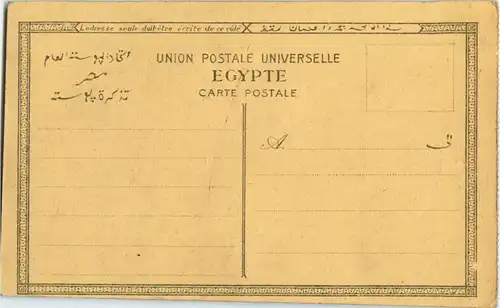 L'adresse seule doit être écrite de ce côté
UNION POSTALE UNIVERSELLE
اتحاد البوستة العام
EGYPTE
مصر
CARTE POSTALE
تذكرة بوستة
A.
الى